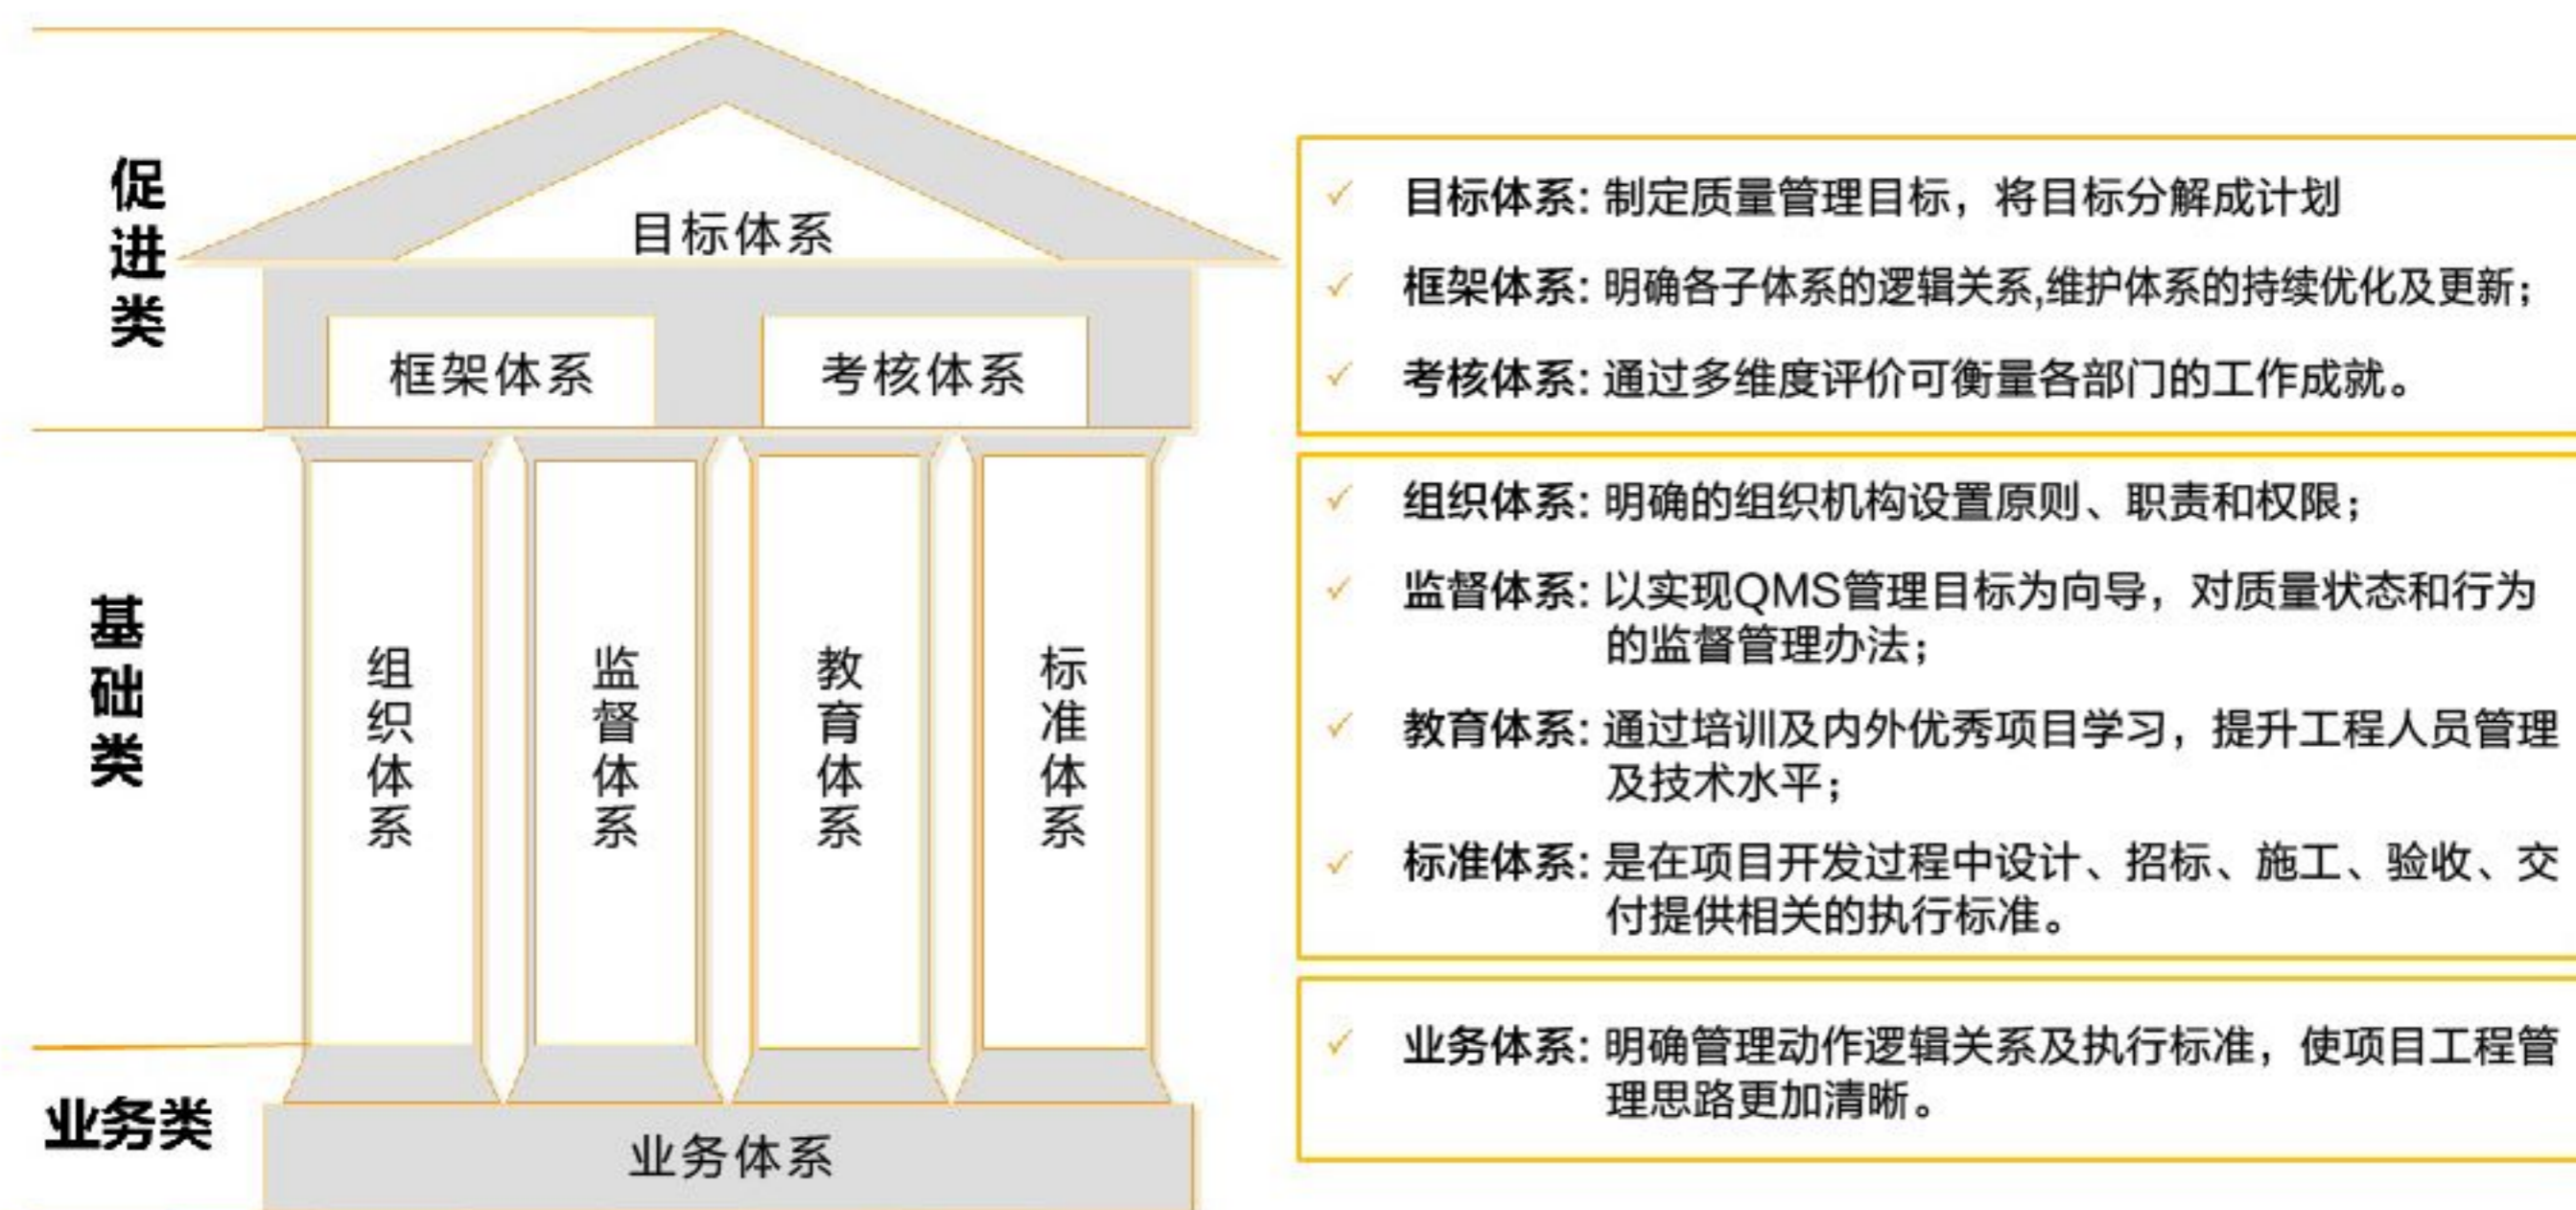 促进类
目标体系
框架体系
考核体系
基础类
组织体系
监督体系
教育体系
标准体系
业务类
业务体系
✓ 目标体系: 制定质量管理目标，将目标分解成计划
✓ 框架体系: 明确各子体系的逻辑关系,维护体系的持续优化及更新；
✓ 考核体系: 通过多维度评价可衡量各部门的工作成就。
✓ 组织体系: 明确的组织机构设置原则、职责和权限；
✓ 监督体系: 以实现QMS管理目标为向导，对质量状态和行为
的监督管理办法；
✓ 教育体系: 通过培训及内外优秀项目学习，提升工程人员管理
及技术水平；
✓ 标准体系: 是在项目开发过程中设计、招标、施工、验收、交
付提供相关的执行标准。
✓ 业务体系: 明确管理动作逻辑关系及执行标准，使项目工程管
理思路更加清晰。